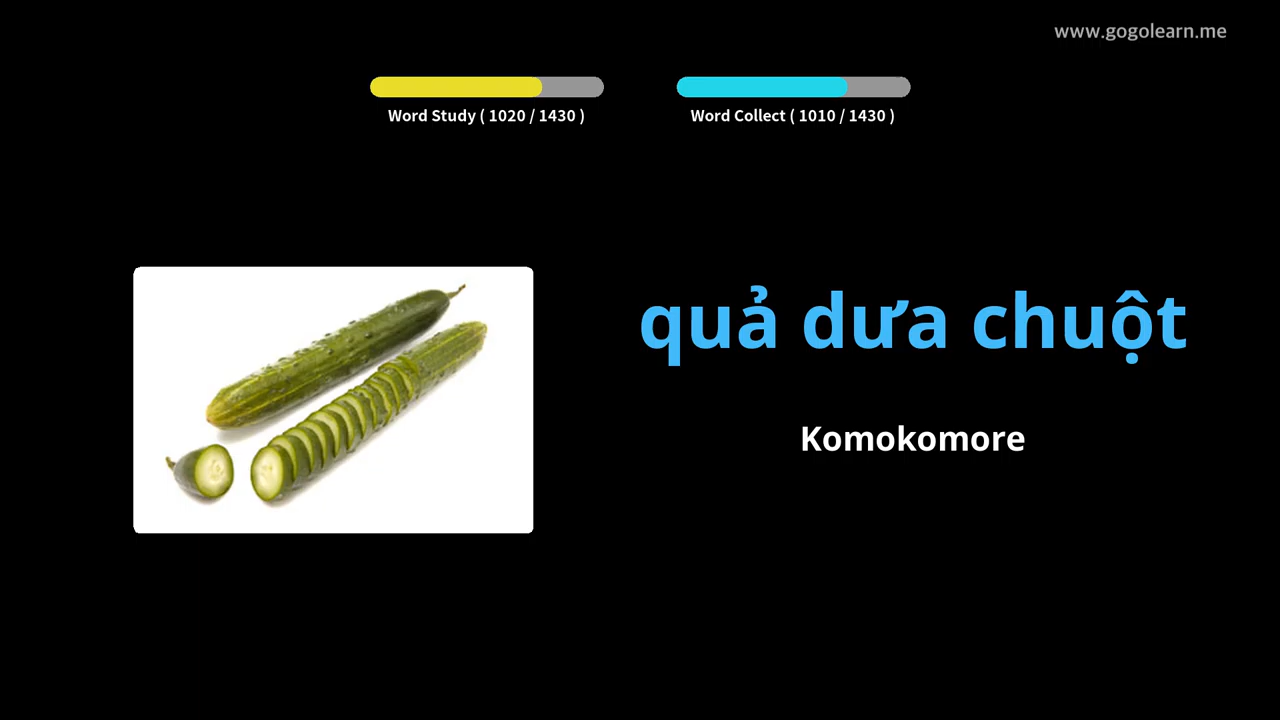 www.gogolearn.me
Word Study ( 1020 / 1430 )
Word Collect ( 1010 / 1430 )
quả dưa chuột
Komokomore